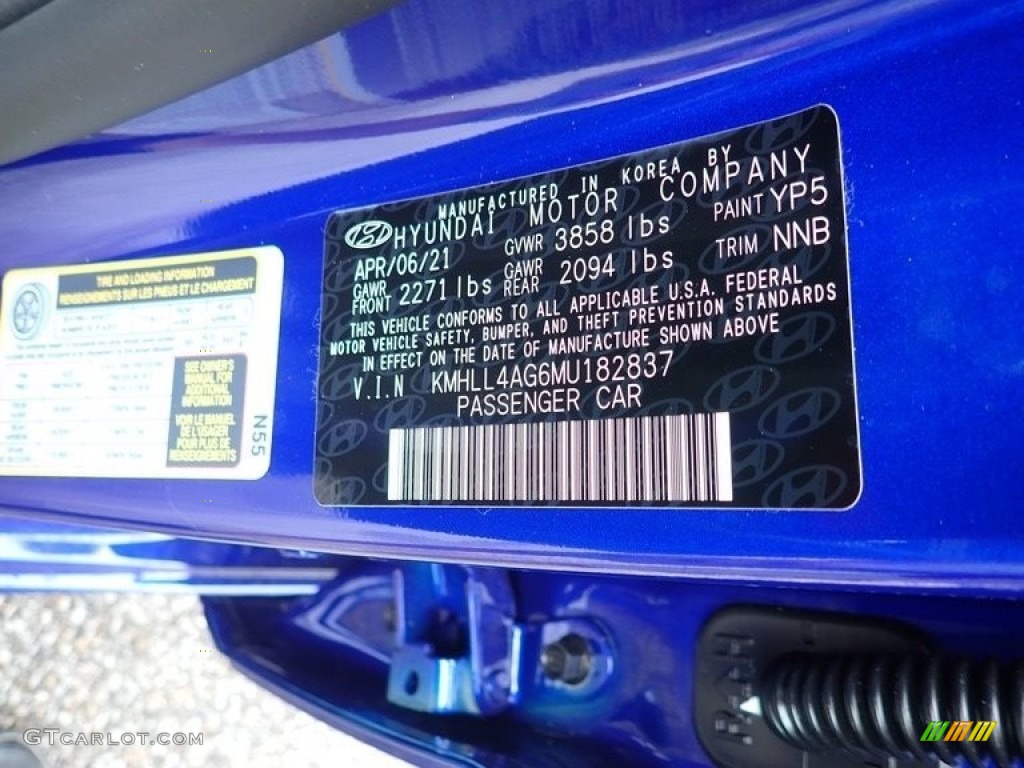 TIRE AND LOADING INFORMATION
RENSEIGNEMENTS SUR LES PNEUS ET LE CHARGEMENT
SEE OWNER'S
MANUAL FOR
ADDITIONAL
INFORMATION
VOIR LE MANUEL
DE L'USAGER
POUR PLUS DE
RENSEIGNEMENTS
N55
MANUFACTURED IN KOREA BY
HYUNDAI MOTOR COMPANY
APR/06/21 GVWR 3858 lbs PAINT YP5
GAWR FRONT 2271 lbs GAWR REAR 2094 lbs TRIM NNB
THIS VEHICLE CONFORMS TO ALL APPLICABLE U.S.A. FEDERAL
MOTOR VEHICLE SAFETY, BUMPER, AND THEFT PREVENTION STANDARDS
IN EFFECT ON THE DATE OF MANUFACTURE SHOWN ABOVE
V.I.N KMHLL4AG6MU182837
PASSENGER CAR
GTCARLOT.COM